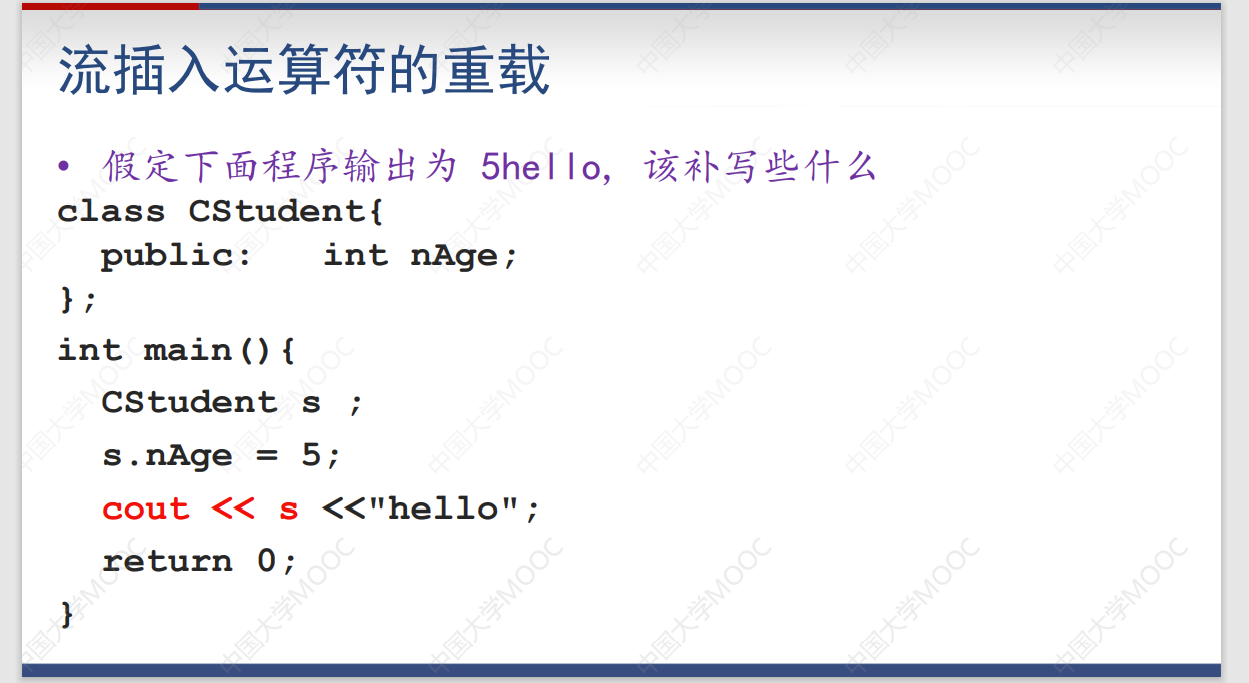 流插入运算符的重载
• 假定下面程序输出为 5hello, 该补写些什么
class CStudent{
public: int nAge;
};
int main(){
CStudent s ;
s.nAge = 5;
cout << s <<"hello";
return 0;
}
中国大学MOOC